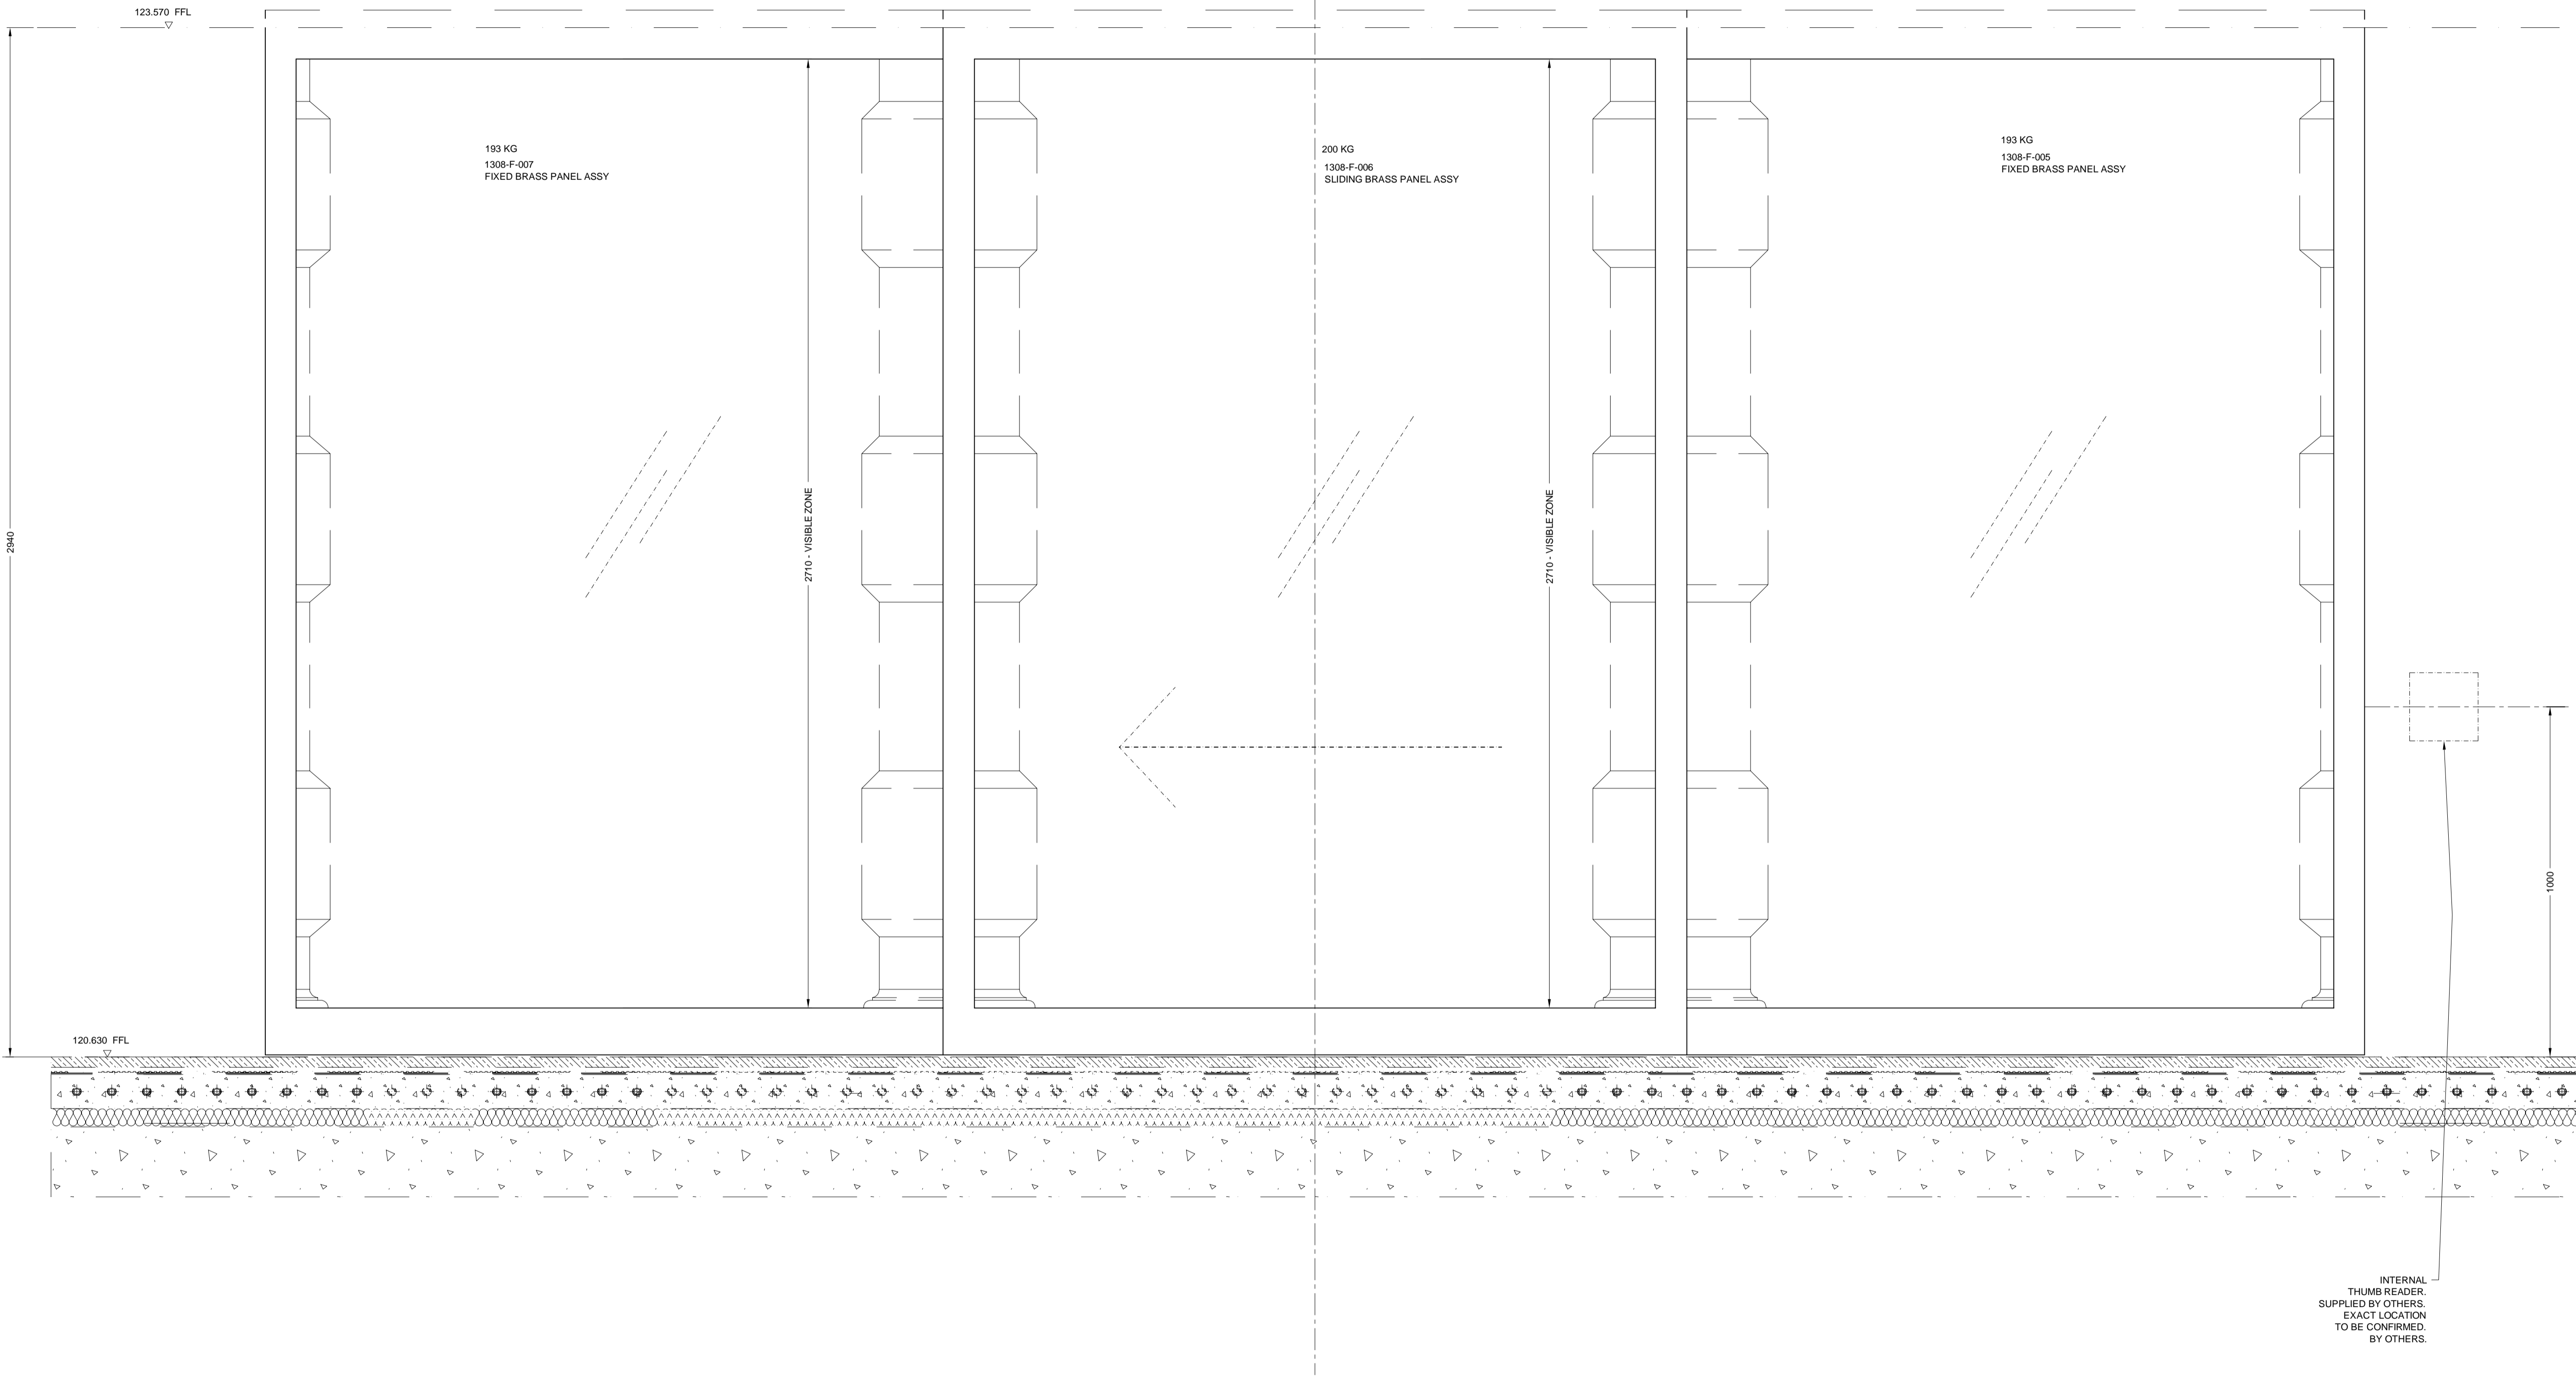 123.570 FFL
193 KG
1308-F-007
FIXED BRASS PANEL ASSY
200 KG
1308-F-006
SLIDING BRASS PANEL ASSY
193 KG
1308-F-005
FIXED BRASS PANEL ASSY
2940
2710 - VISIBLE ZONE
2710 - VISIBLE ZONE
1000
120.630 FFL
INTERNAL
THUMB READER.
SUPPLIED BY OTHERS.
EXACT LOCATION
TO BE CONFIRMED.
BY OTHERS.